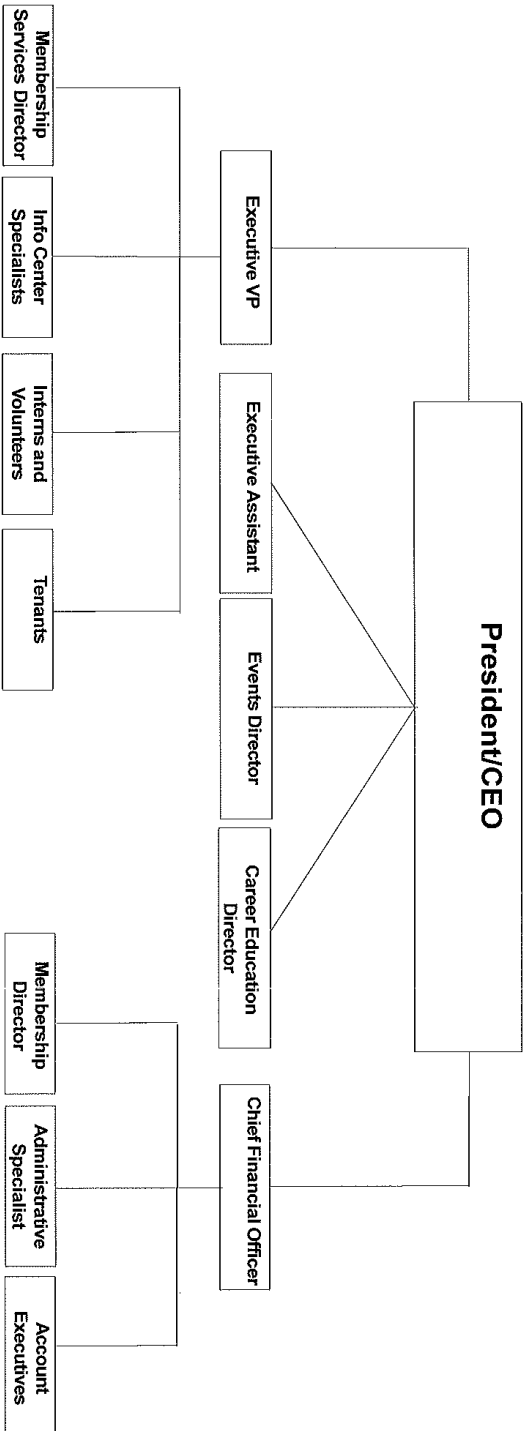 President/CEO
Executive VP
Executive Assistant
Events Director
Career Education
Director
Chief Financial Officer
Membership
Services Director
Info Center
Specialists
Interns and
Volunteers
Tenants
Membership
Director
Administrative
Specialist
Account
Executives